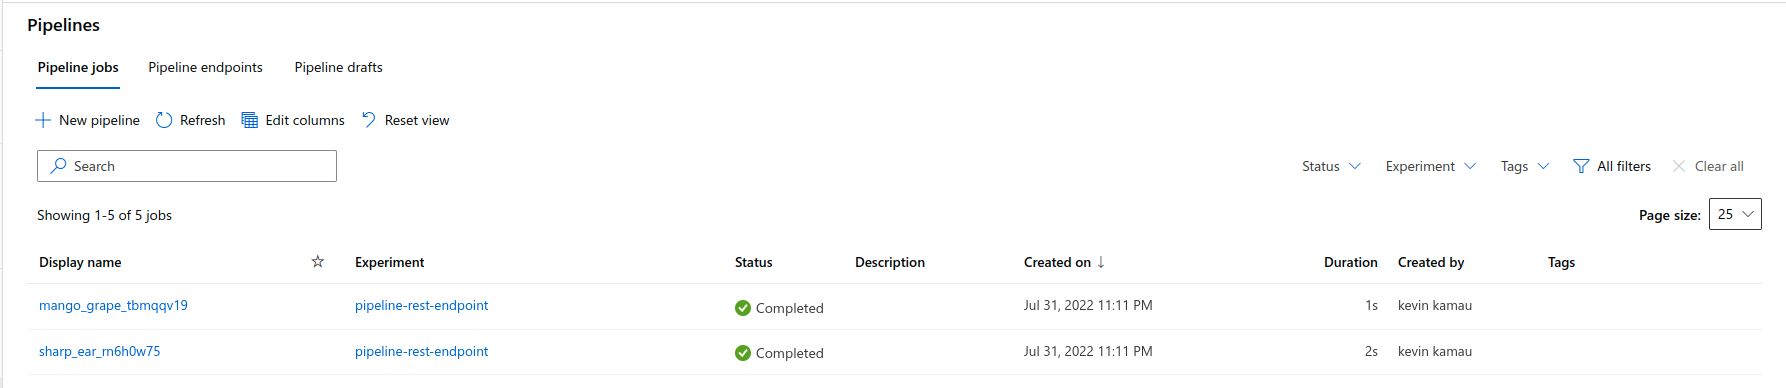 Pipelines
Pipeline jobs Pipeline endpoints Pipeline drafts
New pipeline Refresh Edit columns Reset view
Search Status Experiment Tags All filters Clear all
Showing 1-5 of 5 jobs Page size: 25
Display name Experiment Status Description Created on ↓ Duration Created by Tags
mango_grape_tbmqqv19 pipeline-rest-endpoint Completed Jul 31, 2022 11:11 PM 1s kevin kamau
sharp_ear_rn6h0w75 pipeline-rest-endpoint Completed Jul 31, 2022 11:11 PM 2s kevin kamau